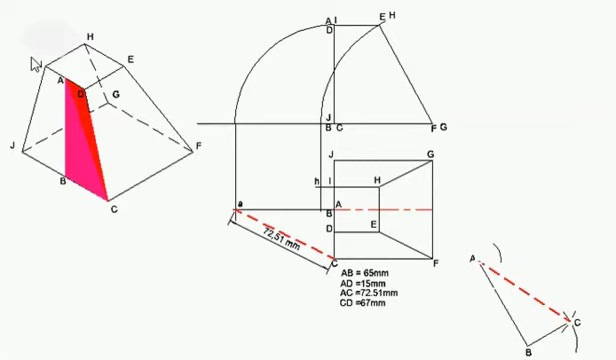 H
E
A
D
G
J
F
B
C
A I
D
E H
J
B C
F G
J
G
h
I
H
a
A
B
D
E
C
F
72,51 mm
AB = 65mm
AD =15mm
AC =72.51mm
CD =67mm
A
C
B